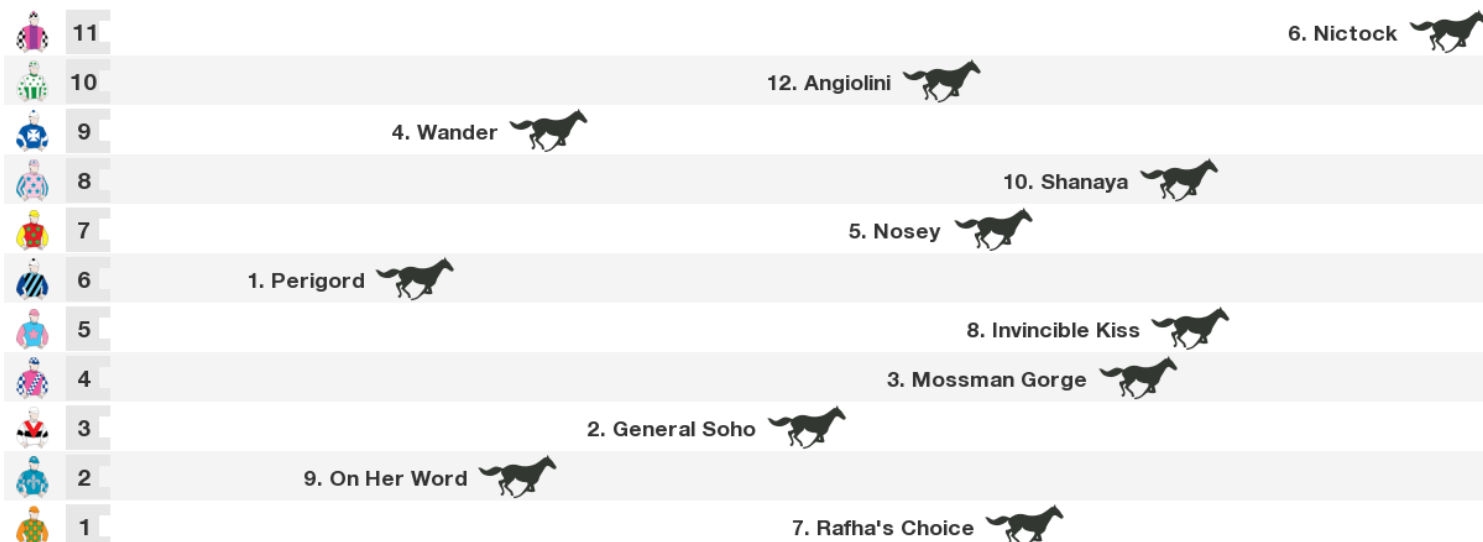 11 6. Nictock
10 12. Angiolini
9 4. Wander
8 10. Shanaya
7 5. Nosey
6 1. Perigord
5 8. Invincible Kiss
4 3. Mossman Gorge
3 2. General Soho
2 9. On Her Word
1 7. Rafha's Choice